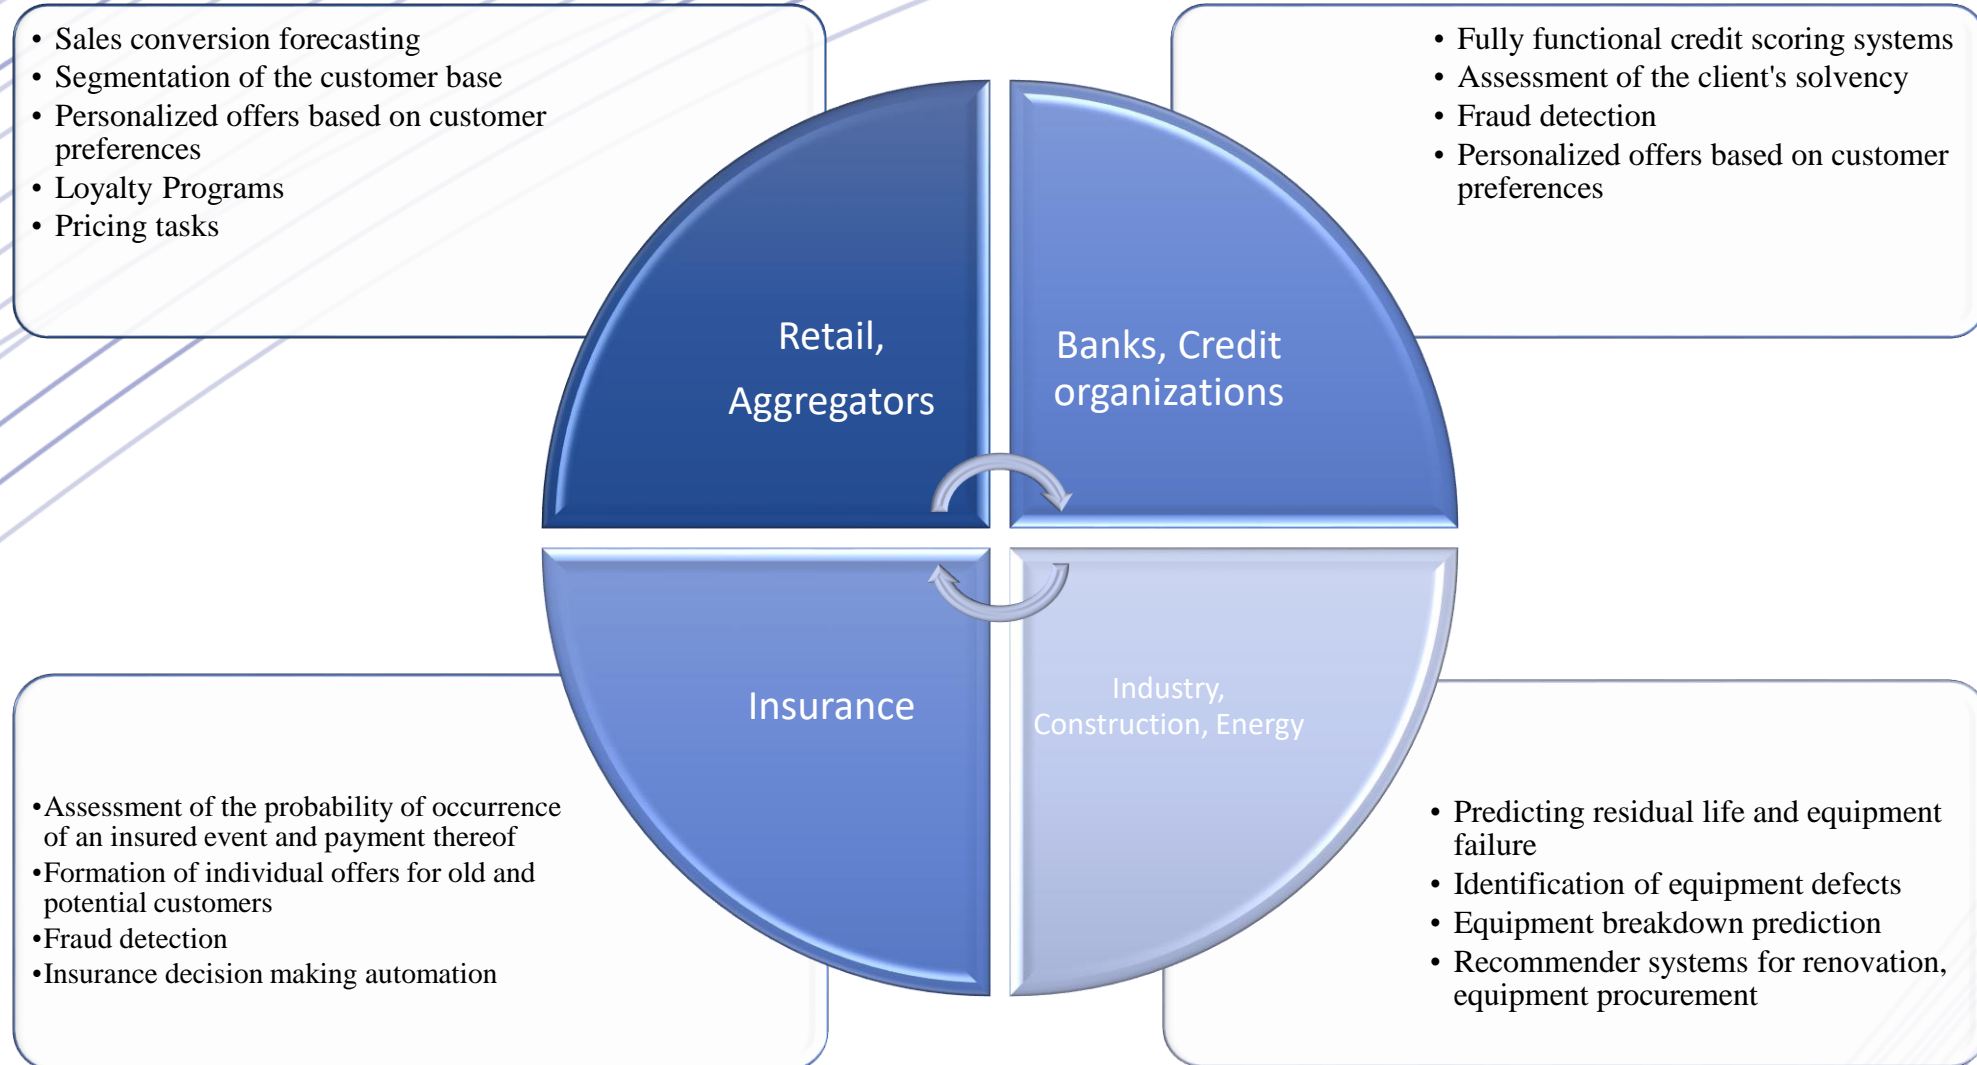 • Sales conversion forecasting
• Segmentation of the customer base
• Personalized offers based on customer
preferences
• Loyalty Programs
• Pricing tasks
• Fully functional credit scoring systems
• Assessment of the client's solvency
• Fraud detection
• Personalized offers based on customer
preferences
Retail,
Aggregators
Banks, Credit
organizations
Insurance
Industry,
Construction, Energy
•Assessment of the probability of occurrence
of an insured event and payment thereof
•Formation of individual offers for old and
potential customers
•Fraud detection
•Insurance decision making automation
• Predicting residual life and equipment
failure
• Identification of equipment defects
• Equipment breakdown prediction
• Recommender systems for renovation,
equipment procurement